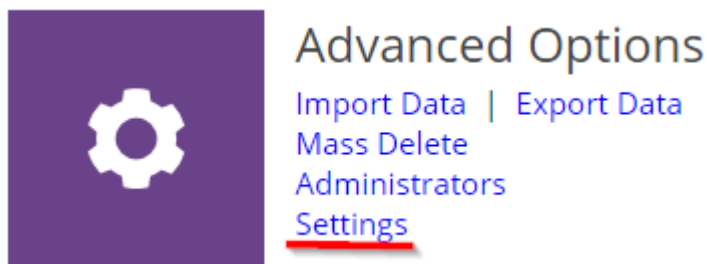 Advanced Options
Import Data | Export Data
Mass Delete
Administrators
Settings